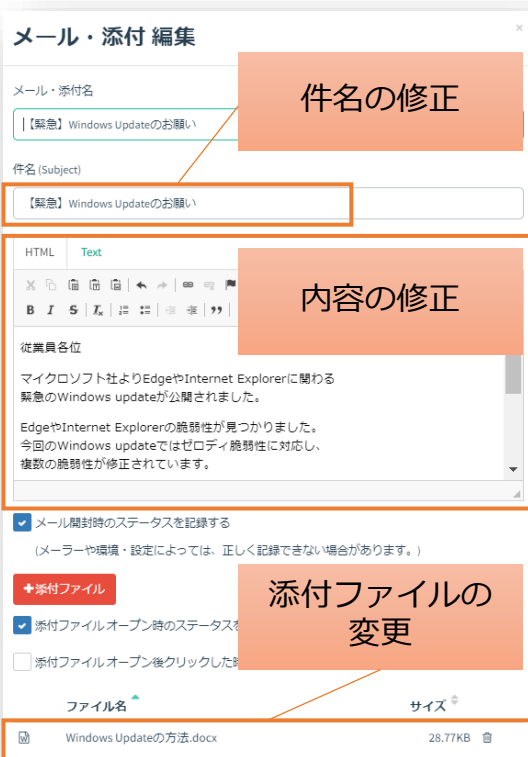 メール・添付 編集
×
メール・添付名
【緊急】Windows Updateのお願い
件名の修正
件名 (Subject)
【緊急】Windows Updateのお願い
HTML Text
内容の修正
B I S Tx
従業員各位
マイクロソフト社よりEdgeやInternet Explorerに関わる
緊急のWindows updateが公開されました。
EdgeやInternet Explorerの脆弱性が見つかりました。
今回のWindows updateではゼロディ脆弱性に対応し、
複数の脆弱性が修正されています。
メール開封時のステータスを記録する
(メーラーや環境・設定によっては、正しく記録できない場合があります。)
+添付ファイル
添付ファイルの
変更
添付ファイルオープン時のステータスを
添付ファイルオープン後クリックした
ファイル名 サイズ
Windows Updateの方法.docx 28.77KB